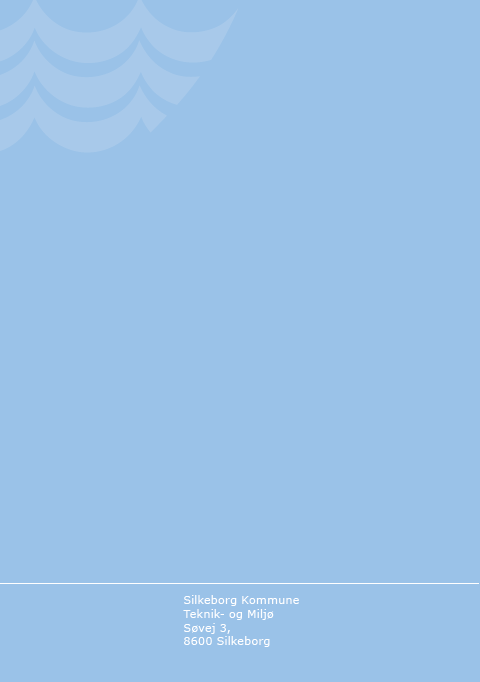 Silkeborg Kommune
Teknik- og Miljø
Søvej 3,
8600 Silkeborg